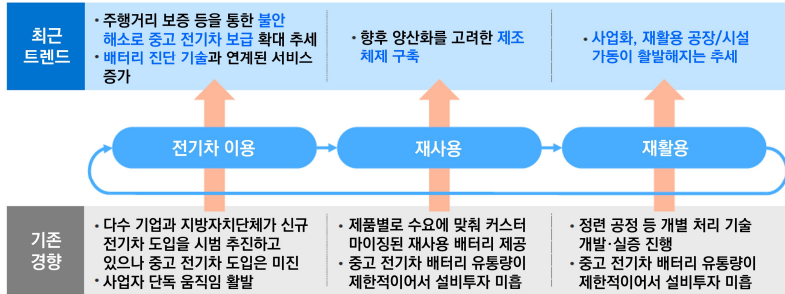 최근
트렌드
• 주행거리 보증 등을 통한 불안
해소로 중고 전기차 보급 확대 추세
• 배터리 진단 기술과 연계된 서비스
증가
• 향후 양산화를 고려한 제조
체제 구축
• 사업화, 재활용 공장/시설
가동이 활발해지는 추세
전기차 이용
재사용
재활용
기존
경향
• 다수 기업과 지방자치단체가 신규
전기차 도입을 시범 추진하고
있으나 중고 전기차 도입은 미진
• 사업자 단독 움직임 활발
• 제품별로 수요에 맞춰 커스터
마이징된 재사용 배터리 제공
• 중고 전기차 배터리 유통량이
제한적이어서 설비투자 미흡
• 정련 공정 등 개별 처리 기술
개발·실증 진행
• 중고 전기차 배터리 유통량이
제한적이어서 설비투자 미흡